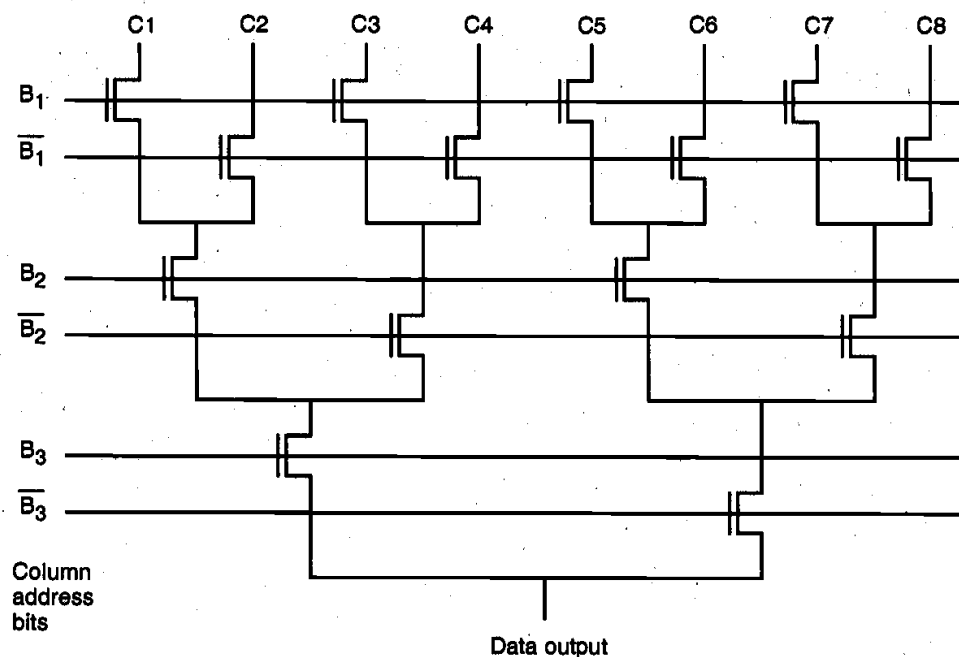 C1 C2 C3 C4 C5 C6 C7 C8
B₁
B̅₁
B₂
B̅₂
B₃
B̅₃
Column
address
bits
Data output